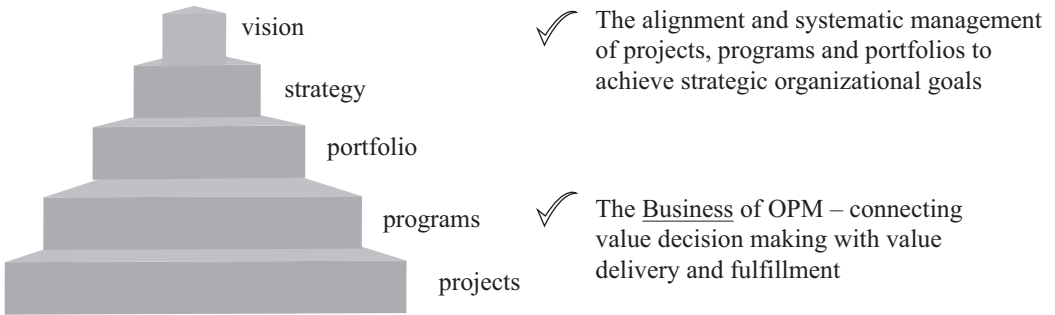 vision
strategy
portfolio
programs
projects
The alignment and systematic management
of projects, programs and portfolios to
achieve strategic organizational goals
The Business of OPM – connecting
value decision making with value
delivery and fulfillment